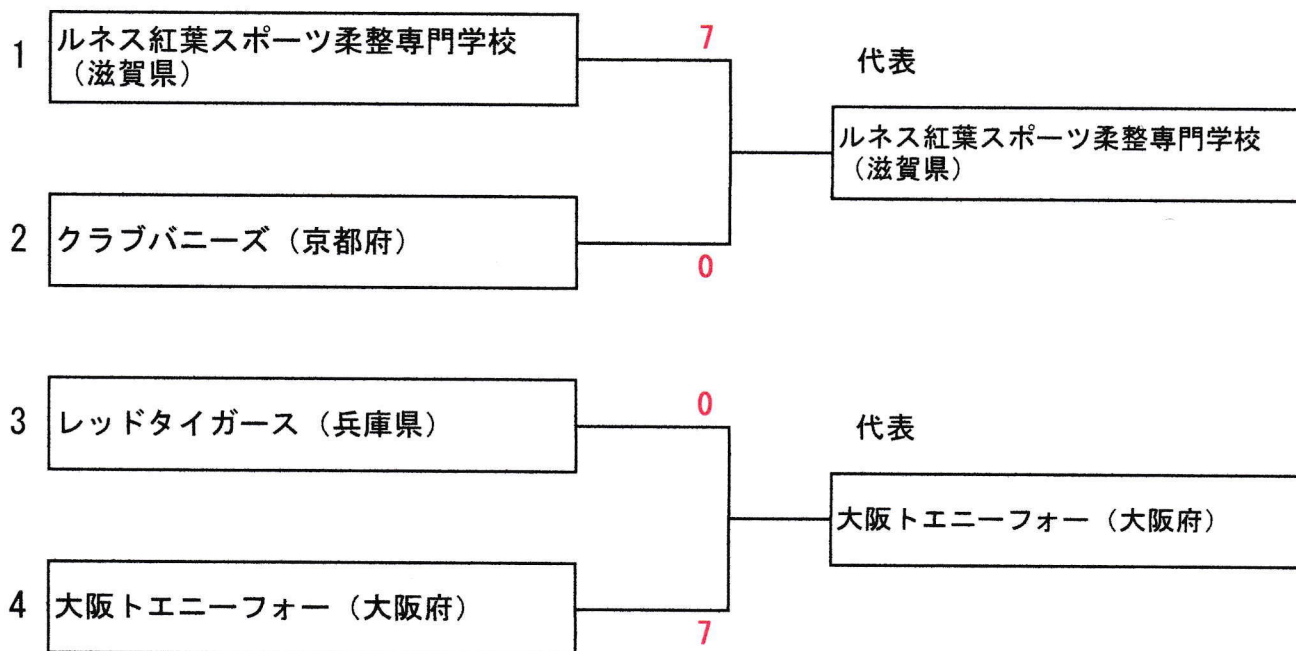 1
ルネス紅葉スポーツ柔整専門学校
（滋賀県）
7
代表
ルネス紅葉スポーツ柔整専門学校
（滋賀県）
2
クラブバニーズ（京都府）
0
3
レッドタイガース（兵庫県）
0
代表
大阪トエニーフォー（大阪府）
4
大阪トエニーフォー（大阪府）
7